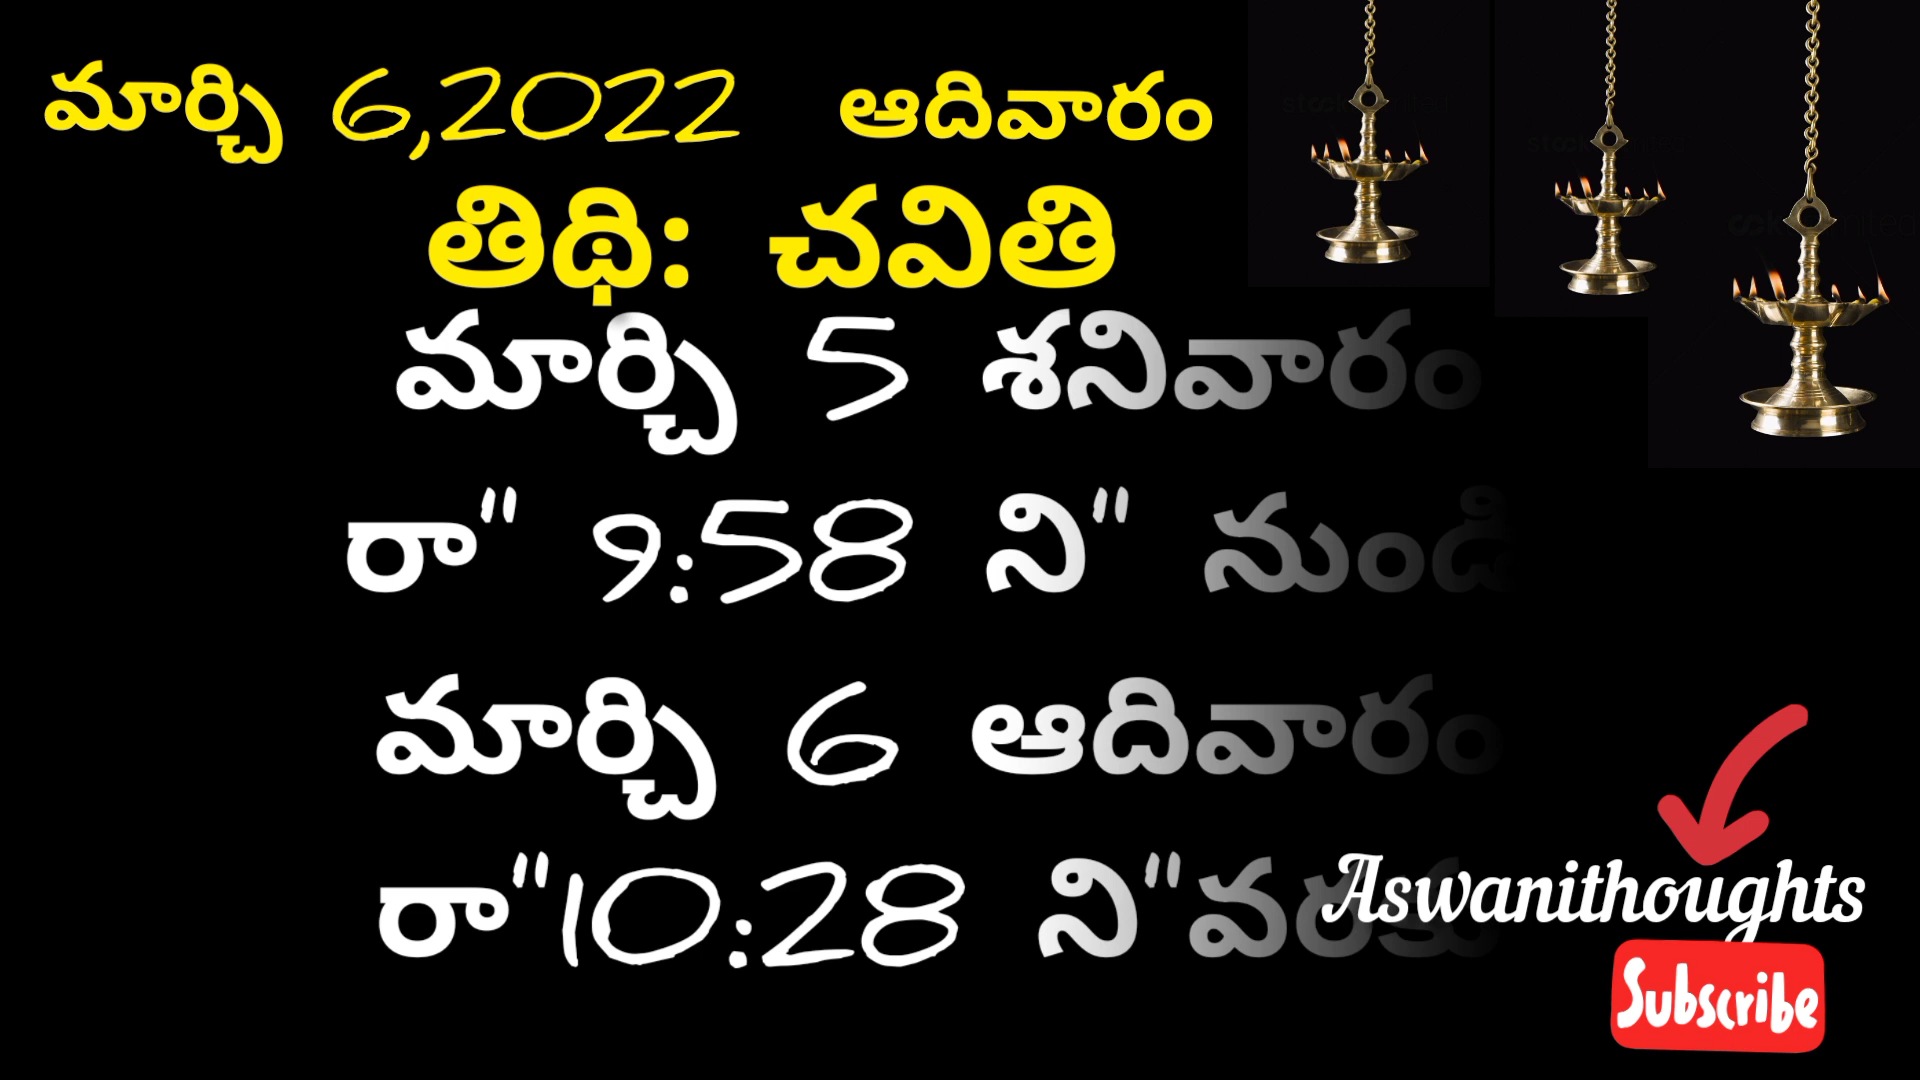 మార్చి 6,2022 ఆదివారం
తిథి: చవితి
మార్చి 5 శనివారం
రా" 9:58 ని" నుండి
మార్చి 6 ఆదివారం
రా"10:28 ని"వరకు
Aswanithoughts
Subscribe